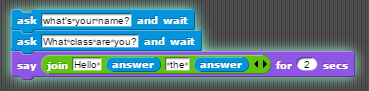 ask what's your name? and wait
ask What class are you? and wait
say join Hello answer the answer for 2 secs